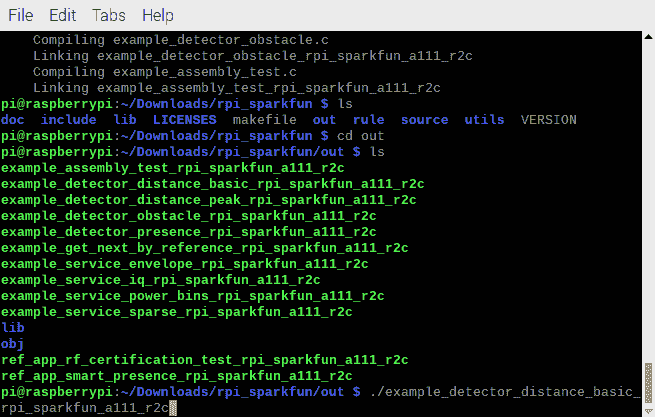 File Edit Tabs Help
Compiling example_detector_obstacle.c
Linking example_detector_obstacle_rpi_sparkfun_a111_r2c
Compiling example_assembly_test.c
Linking example_assembly_test_rpi_sparkfun_a111_r2c
pi@raspberrypi:~/Downloads/rpi_sparkfun $ ls
doc include lib LICENSES makefile out rule source utils VERSION
pi@raspberrypi:~/Downloads/rpi_sparkfun $ cd out
pi@raspberrypi:~/Downloads/rpi_sparkfun/out $ ls
example_assembly_test_rpi_sparkfun_a111_r2c
example_detector_distance_basic_rpi_sparkfun_a111_r2c
example_detector_distance_peak_rpi_sparkfun_a111_r2c
example_detector_obstacle_rpi_sparkfun_a111_r2c
example_detector_presence_rpi_sparkfun_a111_r2c
example_get_next_by_reference_rpi_sparkfun_a111_r2c
example_service_envelope_rpi_sparkfun_a111_r2c
example_service_iq_rpi_sparkfun_a111_r2c
example_service_power_bins_rpi_sparkfun_a111_r2c
example_service_sparse_rpi_sparkfun_a111_r2c
lib
obj
ref_app_rf_certification_test_rpi_sparkfun_a111_r2c
ref_app_smart_presence_rpi_sparkfun_a111_r2c
pi@raspberrypi:~/Downloads/rpi_sparkfun/out $ ./example_detector_distance_basic_
rpi_sparkfun_a111_r2c